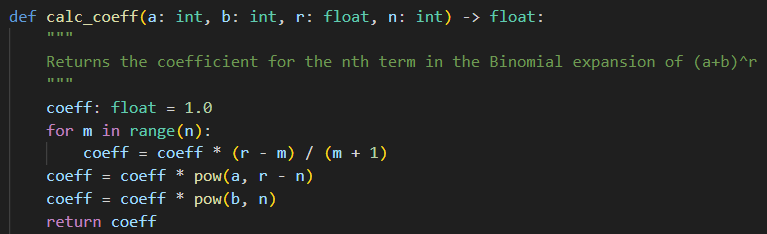 def calc_coeff(a: int, b: int, r: float, n: int) -> float:
    """
    Returns the coefficient for the nth term in the Binomial expansion of (a+b)^r
    """
    coeff: float = 1.0
    for m in range(n):
        coeff = coeff * (r - m) / (m + 1)
    coeff = coeff * pow(a, r - n)
    coeff = coeff * pow(b, n)
    return coeff